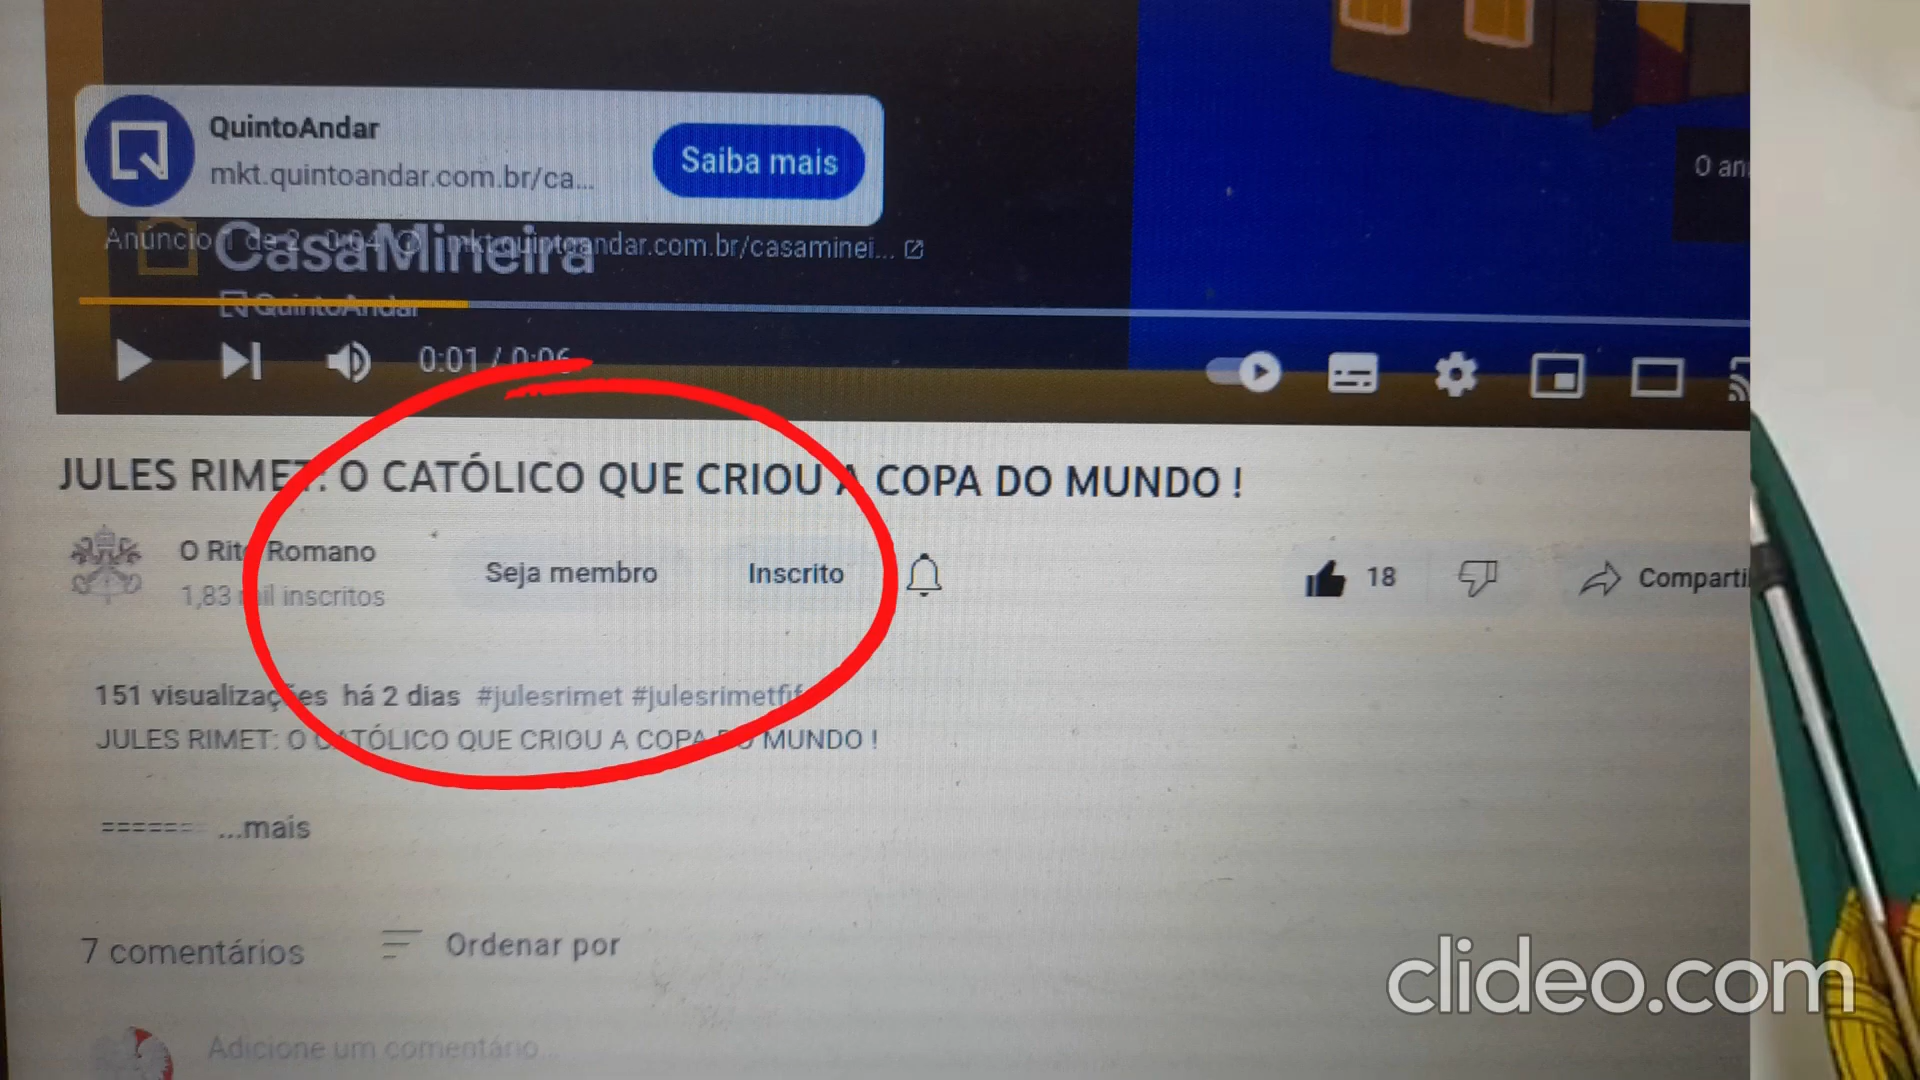 QuintoAndar
mkt.quintoandar.com.br/ca...
Saiba mais
0 an
Anúncio 1 de 2 · 0:04 mkt.quintoandar.com.br/casaminei...
CasaMineira
QuintoAndar
0:01 / 0:06
JULES RIMET: O CATÓLICO QUE CRIOU A COPA DO MUNDO !
O Rito Romano
1,83 mil inscritos
Seja membro
Inscrito
18
Comparti
151 visualizações há 2 dias #julesrimet #julesrimetfif
JULES RIMET: O CATÓLICO QUE CRIOU A COPA DO MUNDO !
======= ...mais
7 comentários
Ordenar por
Adicione um comentário...
clideo.com